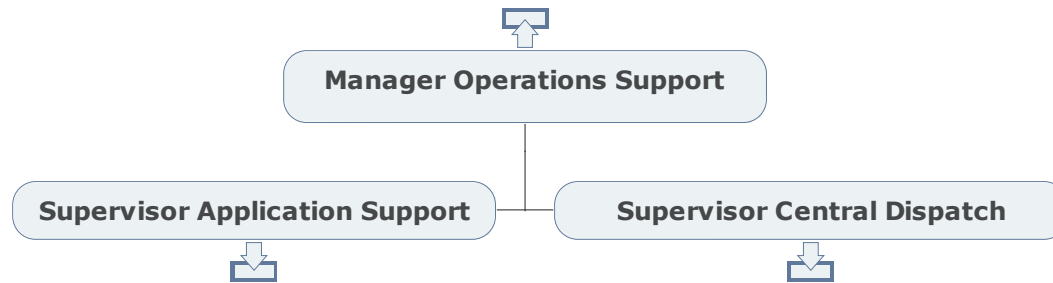 Manager Operations Support
Supervisor Application Support
Supervisor Central Dispatch